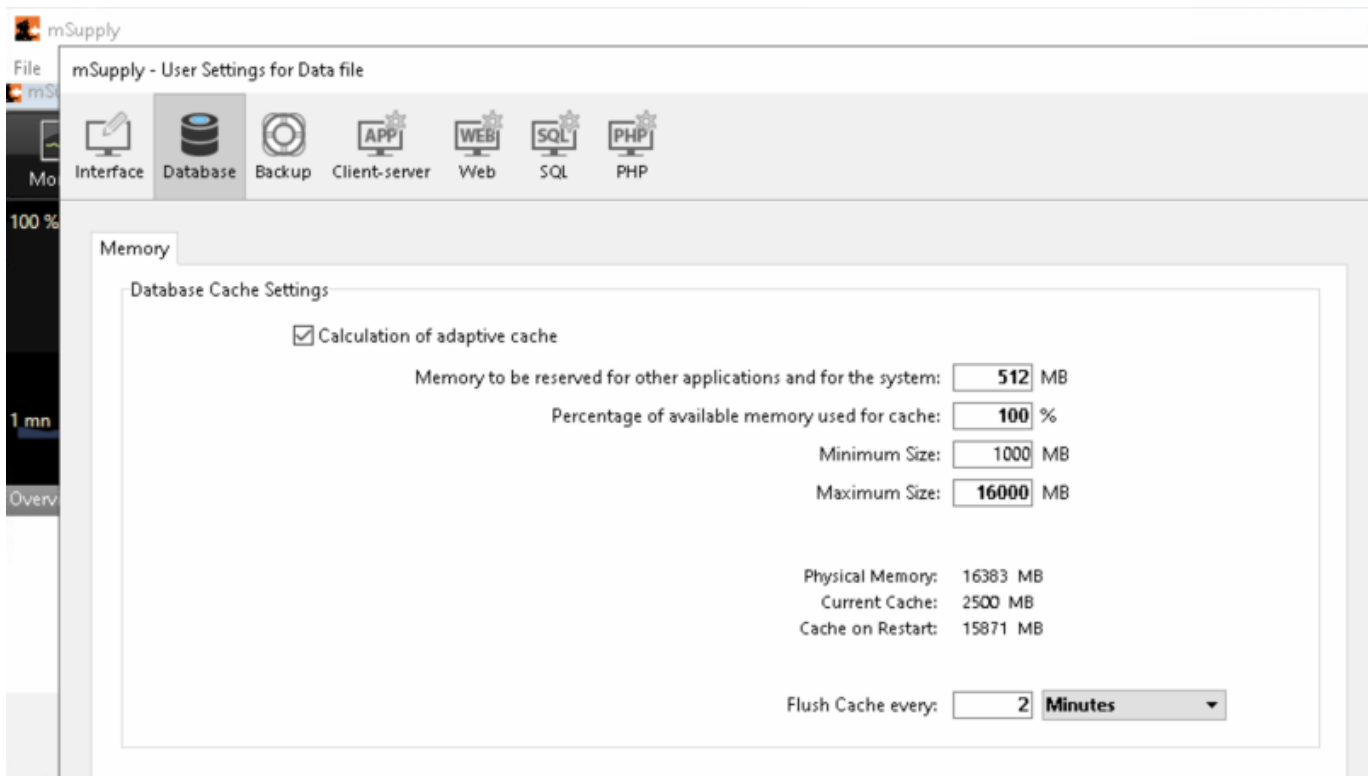 mSupply
File
mSupply - User Settings for Data file
Interface
Database
Backup
APP
Client-server
WEB
Web
SQL
SQL
PHP
PHP
100 %
Memory
Database Cache Settings
Calculation of adaptive cache
Memory to be reserved for other applications and for the system: 512 MB
Percentage of available memory used for cache: 100 %
1 mn
Minimum Size: 1000 MB
Maximum Size: 16000 MB
Physical Memory: 16383 MB
Current Cache: 2500 MB
Cache on Restart: 15871 MB
Flush Cache every: 2 Minutes